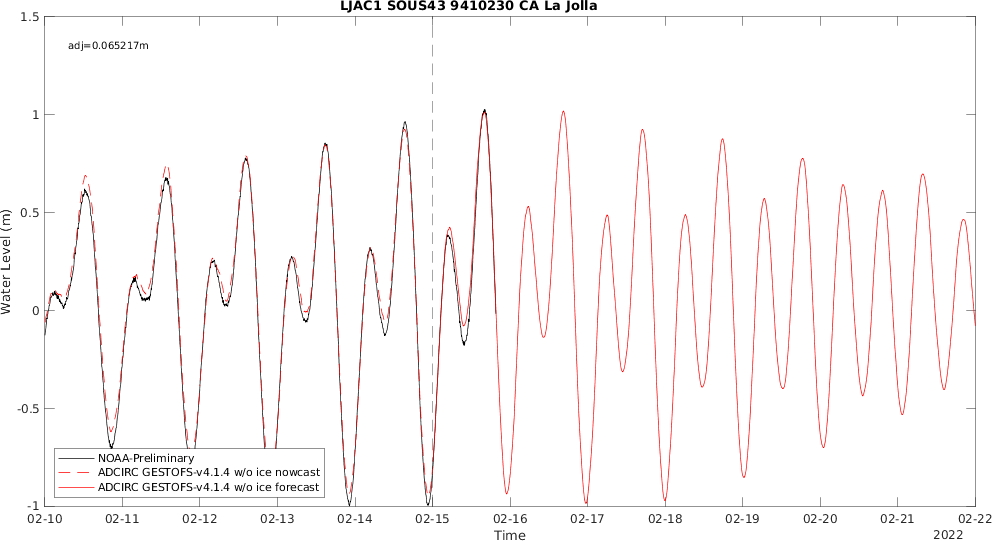 LJAC1 SOUS43 9410230 CA La Jolla
1.5
adj=0.065217m
1
0.5
0
-0.5
-1
Water Level (m)
NOAA-Preliminary
ADCIRC GESTOFS-v4.1.4 w/o ice nowcast
ADCIRC GESTOFS-v4.1.4 w/o ice forecast
02-10 02-11 02-12 02-13 02-14 02-15 02-16 02-17 02-18 02-19 02-20 02-21 02-22
Time
2022